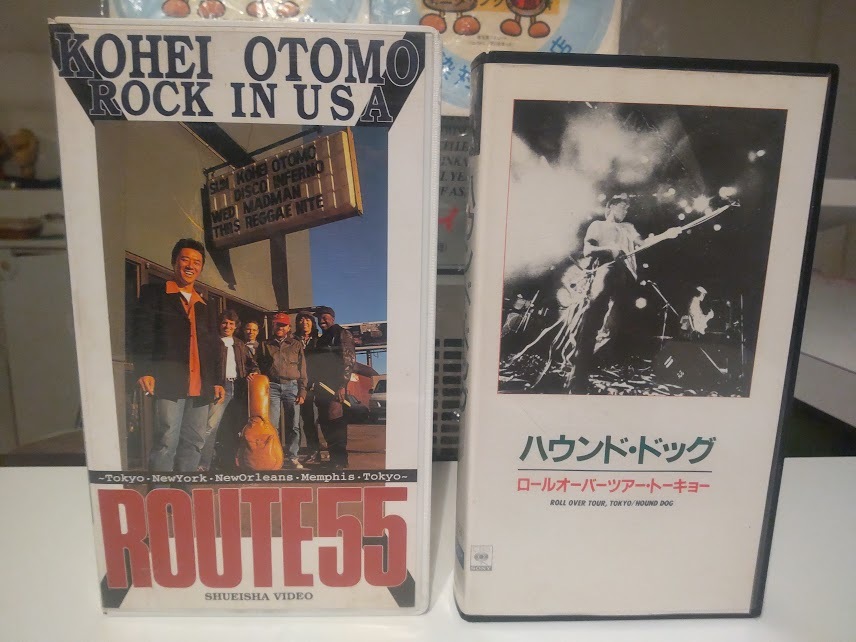 KOHEI OTOMO
ROCK IN USA
SUN KOHEI OTOMO
DISCO INFERNO
WED MADMAN
THRS REGGAE NITE
~Tokyo・NewYork・NewOrleans・Memphis・Tokyo~
ROUTE55
SHUEISHA VIDEO
ハウンド・ドッグ
ロールオーバーツアー・トーキョー
ROLL OVER TOUR, TOKYO/HOUND DOG
SONY